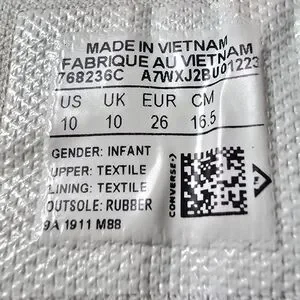 MADE IN VIETNAM
FABRIQUE AU VIETNAM
768236C A7WXJ2BU01223
US UK EUR CM
10 10 26 16.5
GENDER: INFANT
UPPER: TEXTILE
LINING: TEXTILE
OUTSOLE: RUBBER
9A 1911 M88
CONVERSE